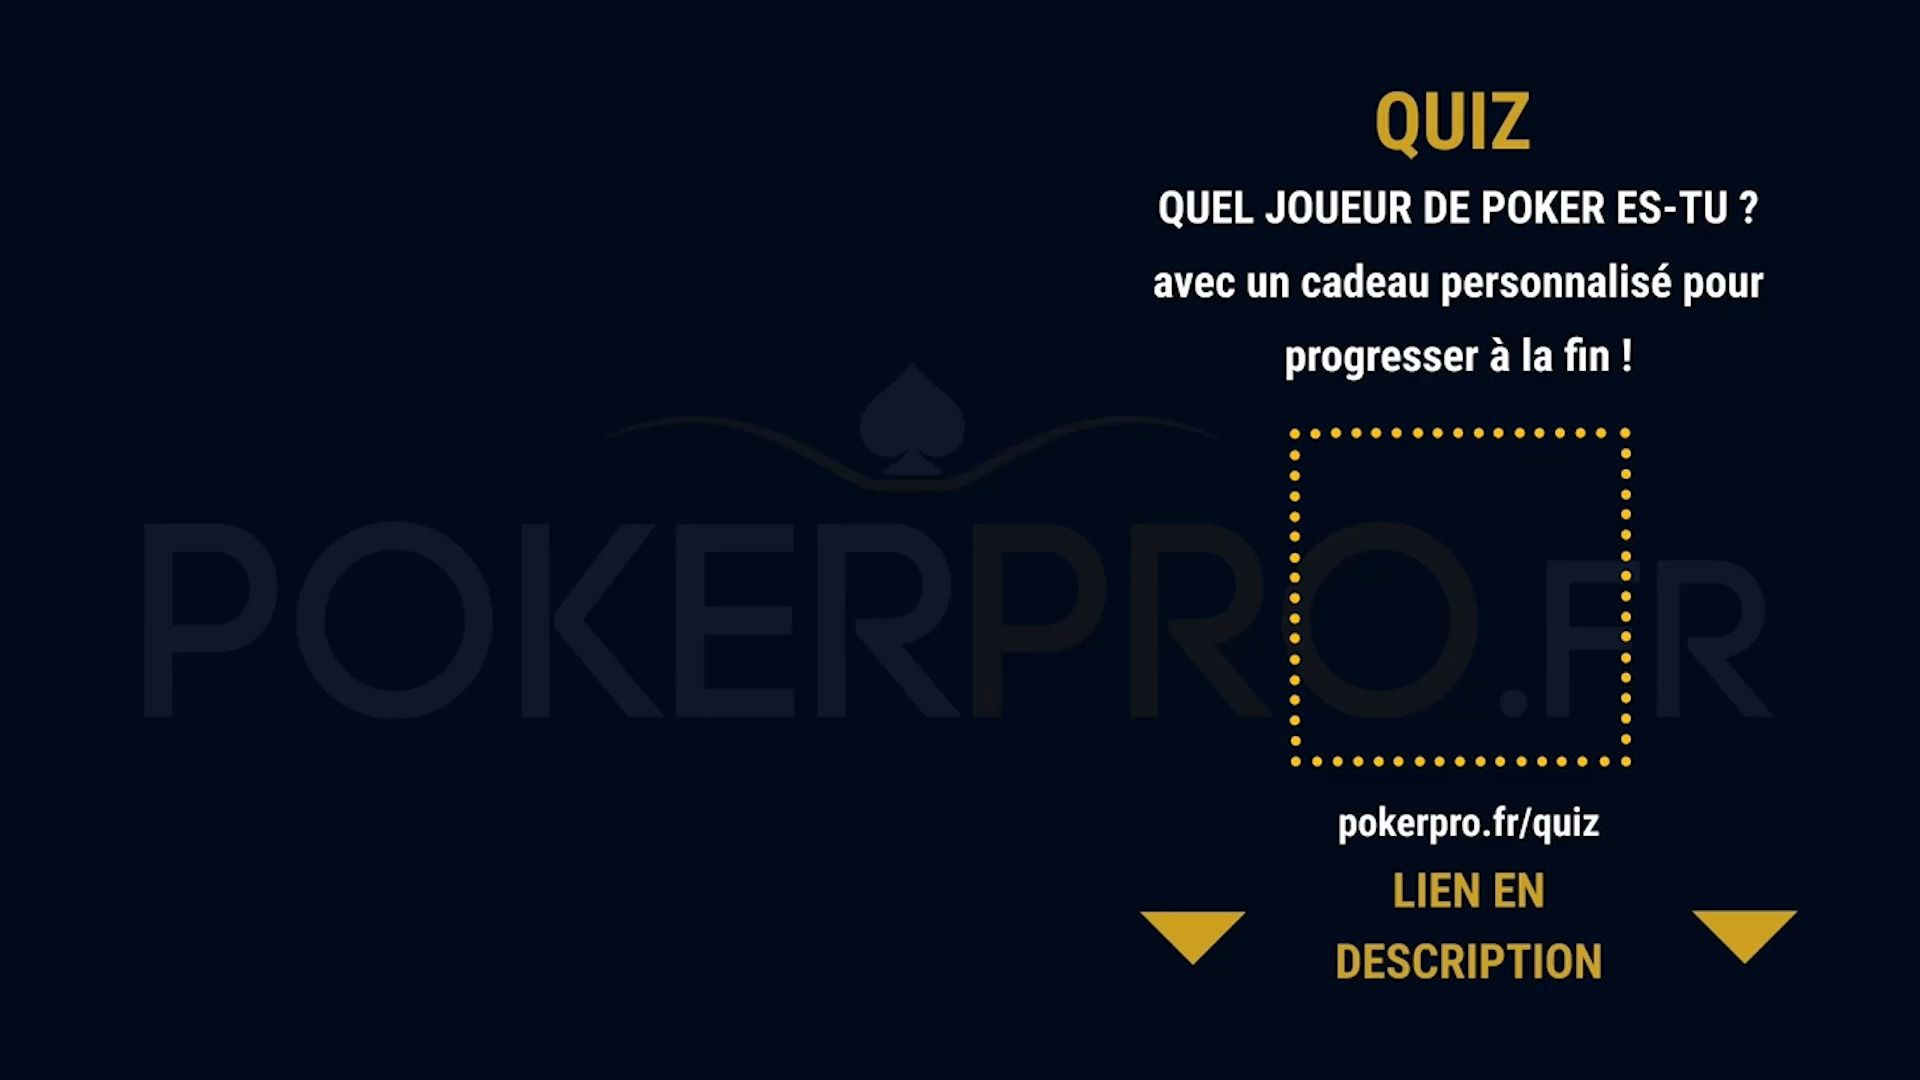 QUIZ
QUEL JOUEUR DE POKER ES-TU ?
avec un cadeau personnalisé pour
progresser à la fin !
POKERPRO.FR
pokerpro.fr/quiz
LIEN EN
DESCRIPTION